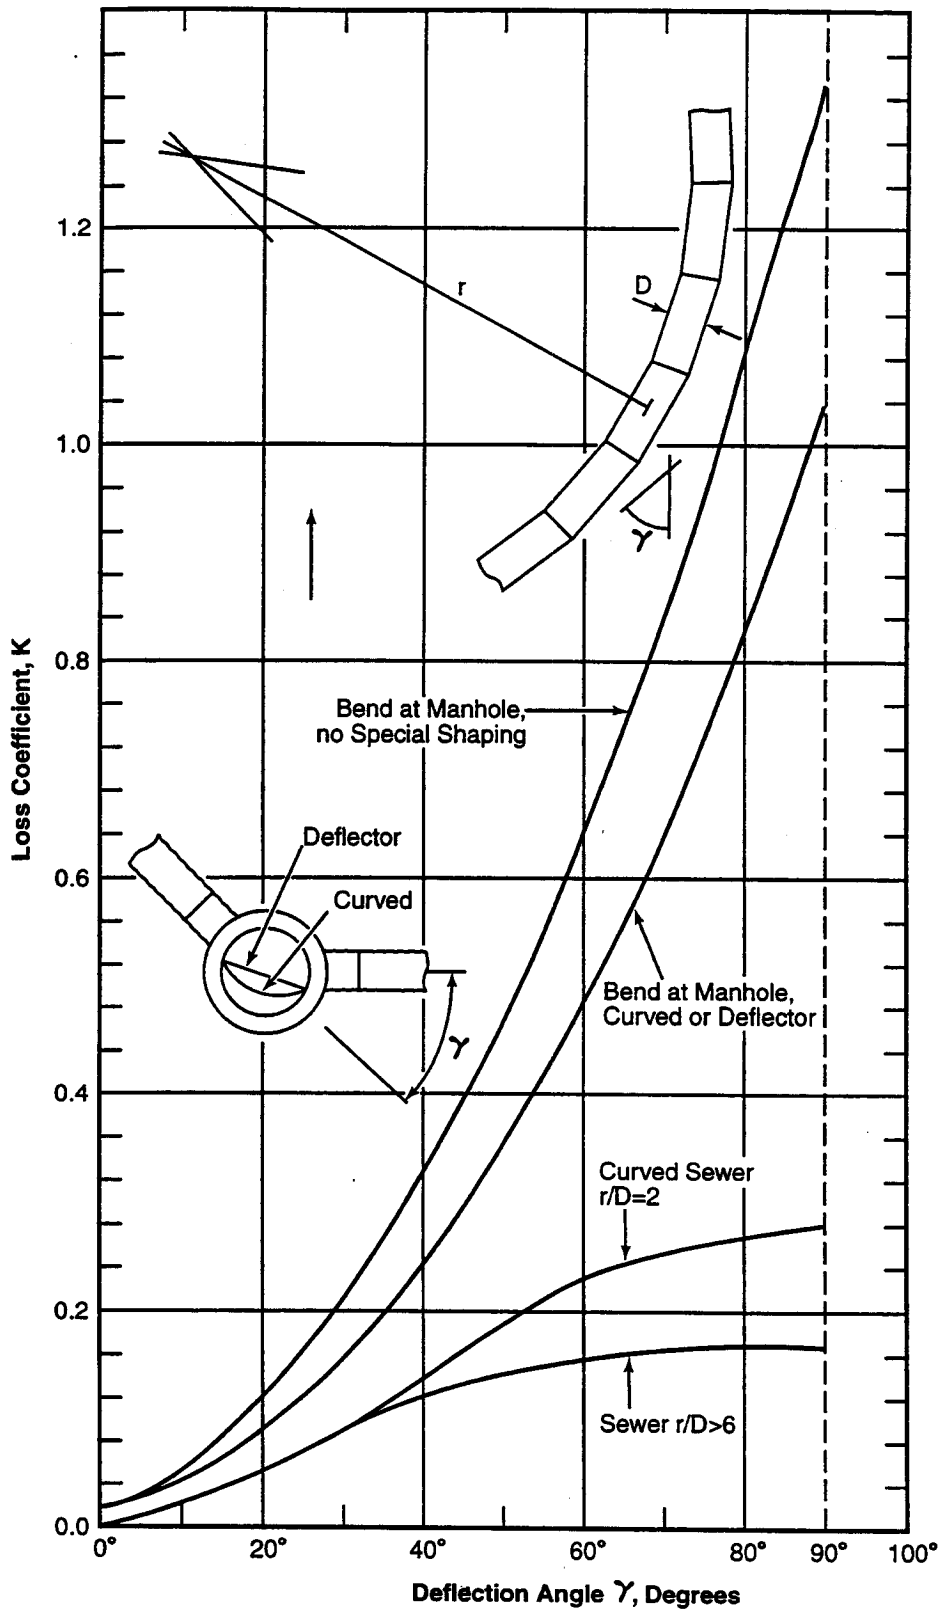 1.2
1.0
0.8
0.6
0.4
0.2
0.0
Loss Coefficient, K
r
D
γ
Bend at Manhole,
no Special Shaping
Deflector
Curved
γ
Bend at Manhole,
Curved or Deflector
Curved Sewer
r/D=2
Sewer r/D>6
0° 20° 40° 60° 80° 90° 100°
Deflection Angle γ, Degrees